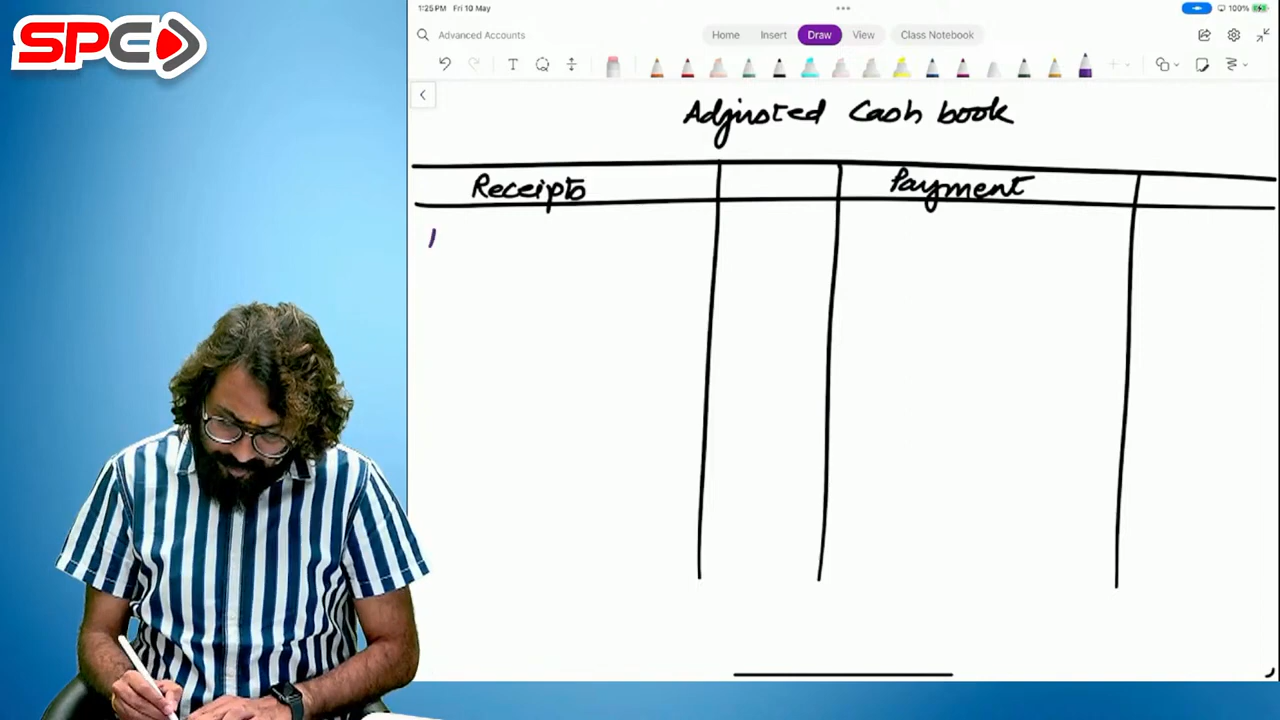 SPC
1:25 PM Fri 10 May
100%
Advanced Accounts
Home Insert Draw View Class Notebook
Adjusted Cash book
Receipts Payment